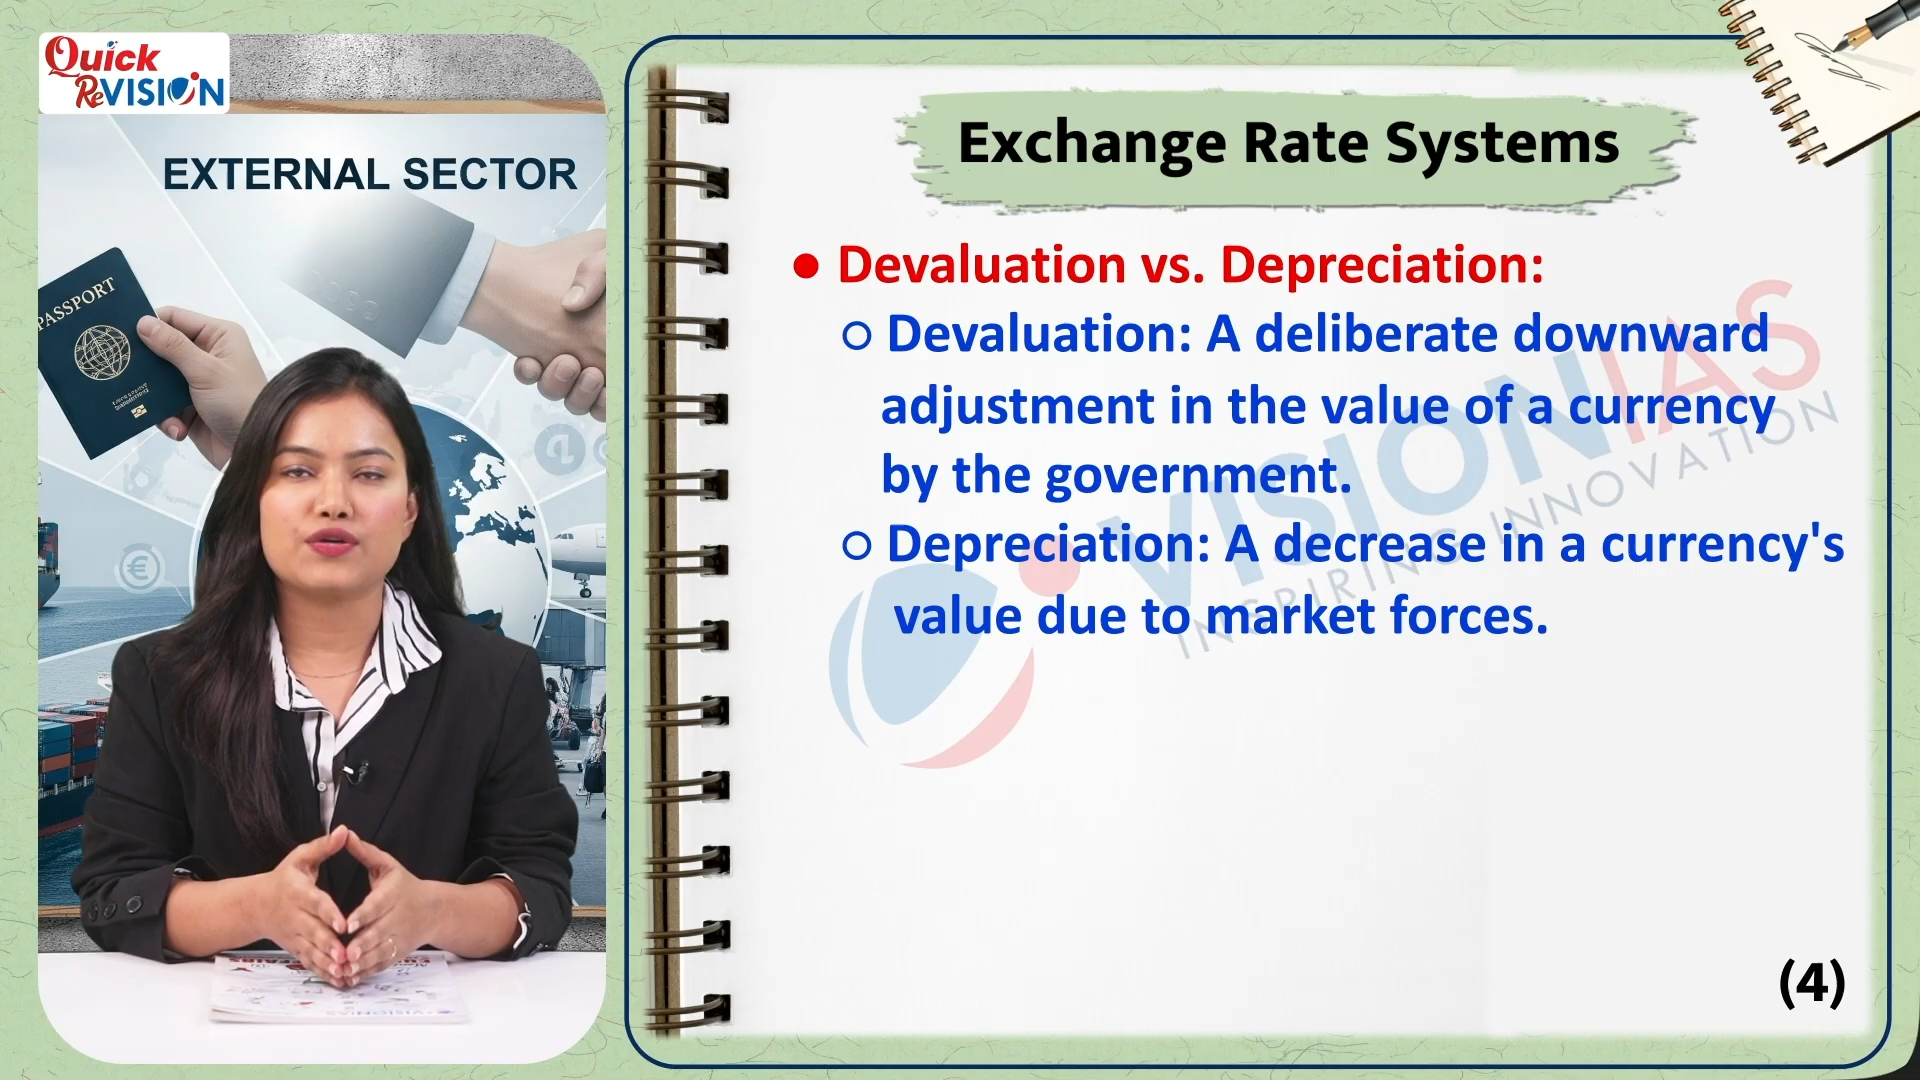 Quick
ReVISION
EXTERNAL SECTOR
PASSPORT
Exchange Rate Systems
● Devaluation vs. Depreciation:
○ Devaluation: A deliberate downward
adjustment in the value of a currency
by the government.
○ Depreciation: A decrease in a currency's
value due to market forces.
VISIONIAS
INSPIRING INNOVATION
(4)